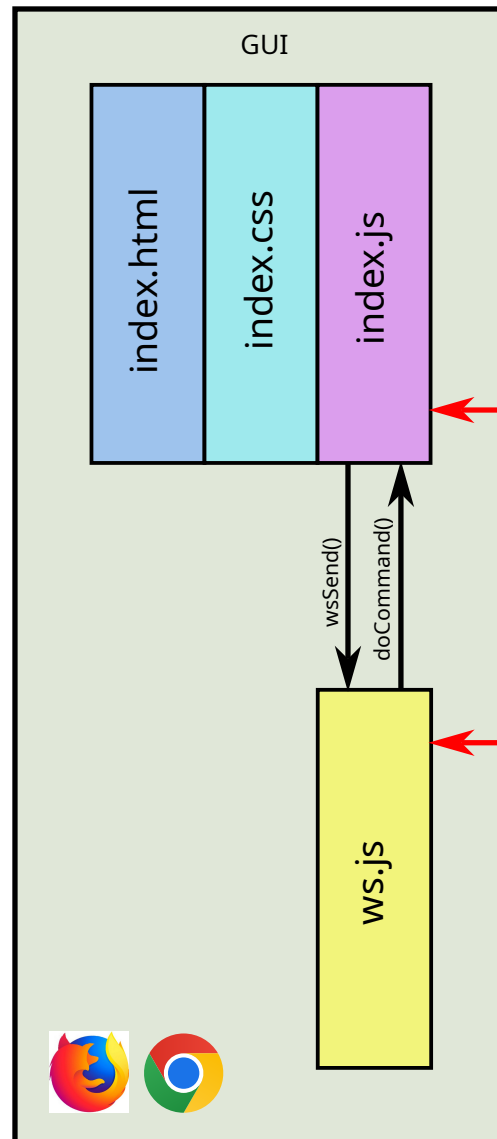 GUI
index.html
index.css
index.js
wsSend()
doCommand()
ws.js